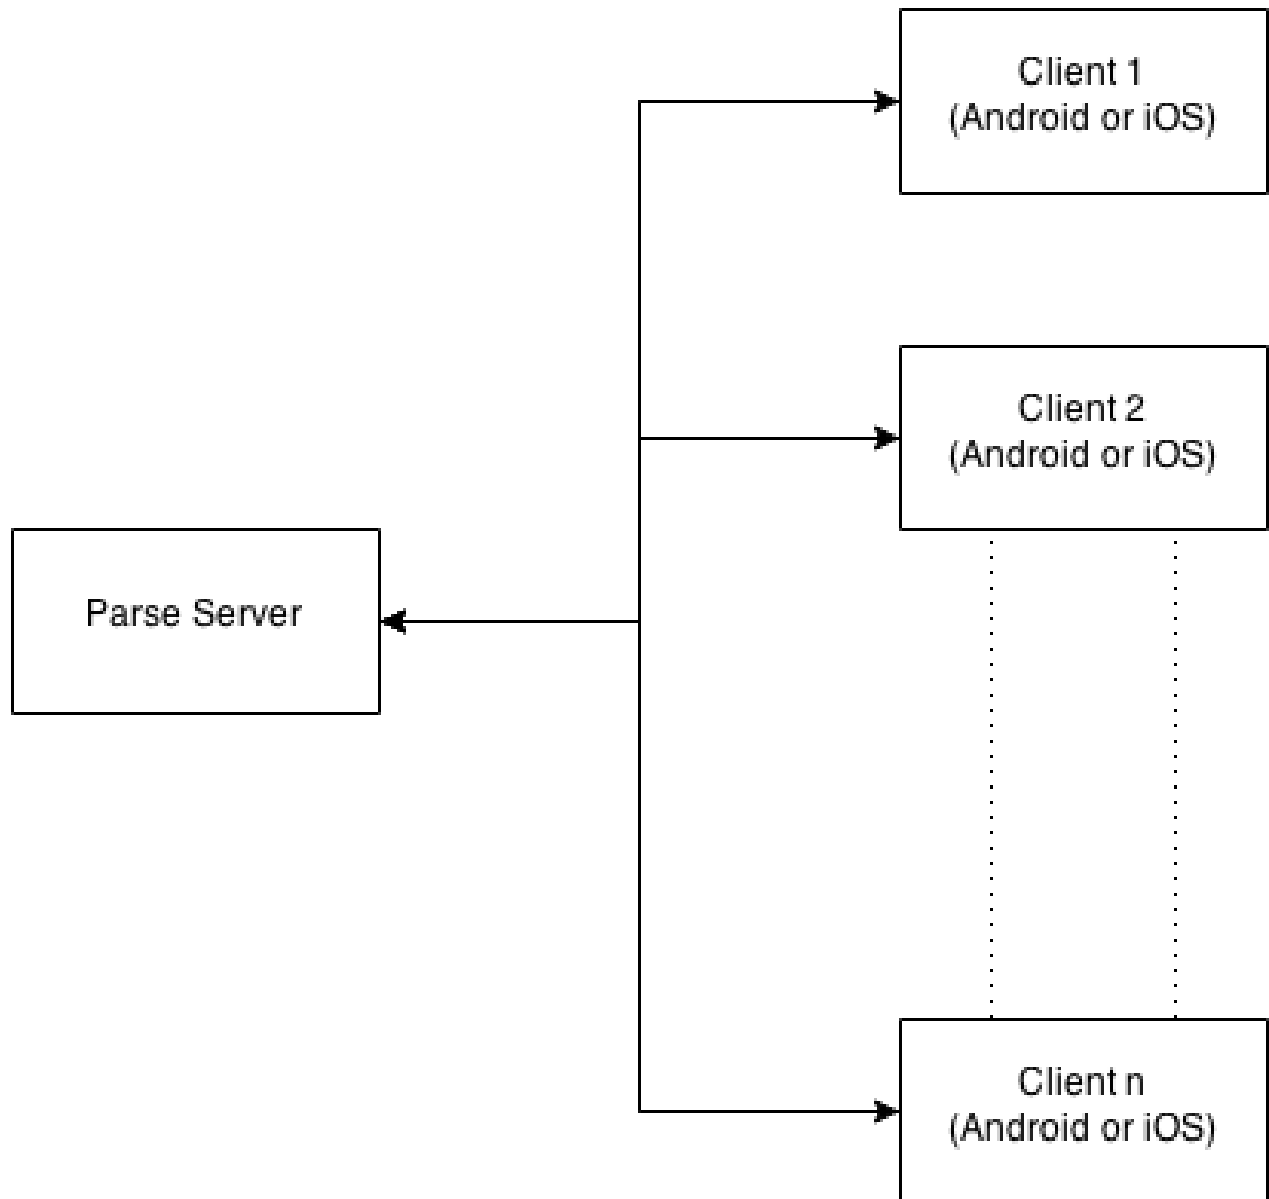 Client 1
(Android or iOS)
Client 2
(Android or iOS)
Parse Server
Client n
(Android or iOS)